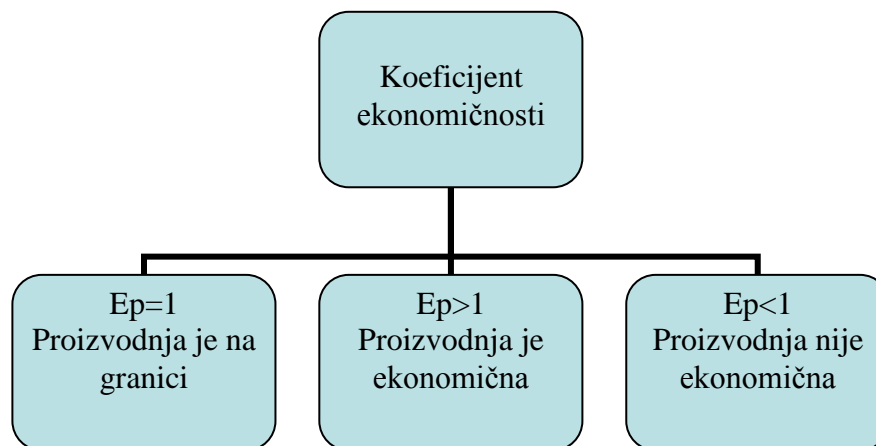 Koeficijent
ekonomičnosti
Ep=1
Proizvodnja je na
granici
Ep>1
Proizvodnja je
ekonomična
Ep<1
Proizvodnja nije
ekonomična